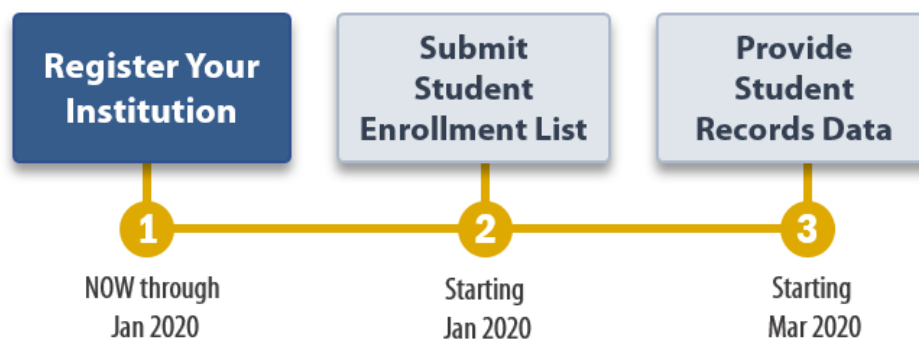 Register Your
Institution
Submit
Student
Enrollment List
Provide
Student
Records Data
1
2
3
NOW through
Jan 2020
Starting
Jan 2020
Starting
Mar 2020